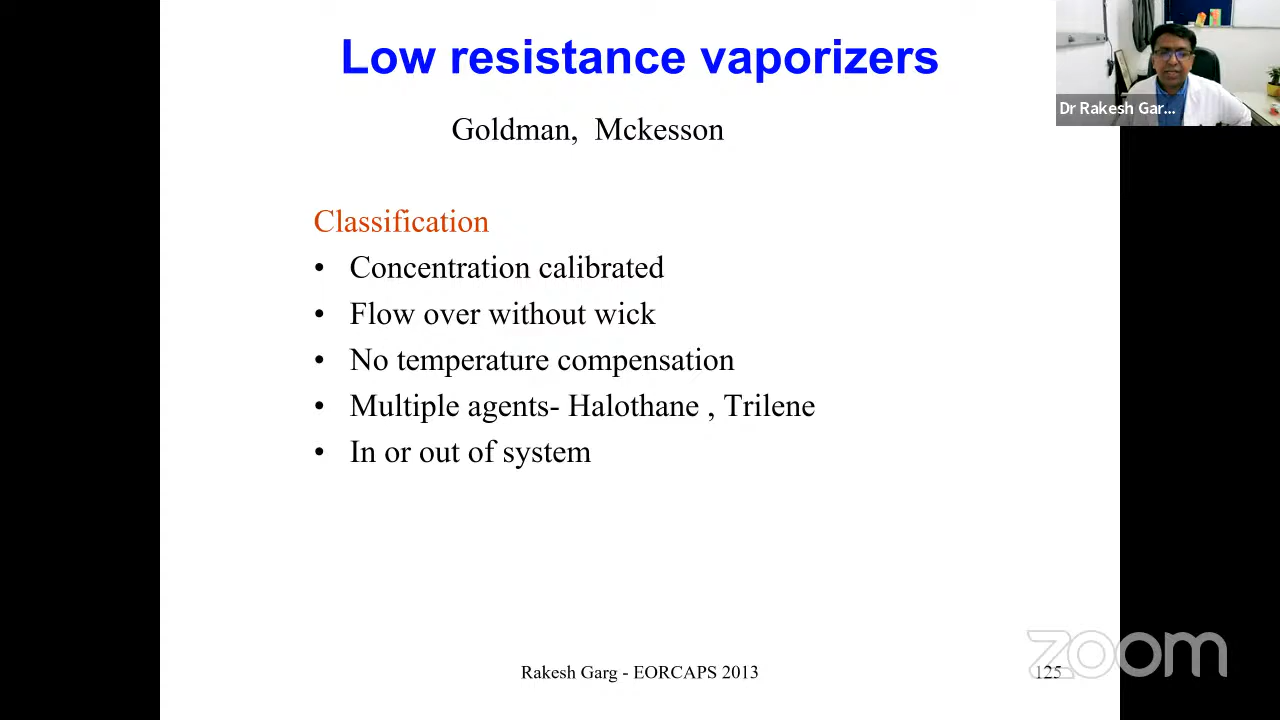 Low resistance vaporizers
Dr Rakesh Gar...
Goldman, Mckesson
Classification
• Concentration calibrated
• Flow over without wick
• No temperature compensation
• Multiple agents- Halothane , Trilene
• In or out of system
zoom
Rakesh Garg - EORCAPS 2013
125